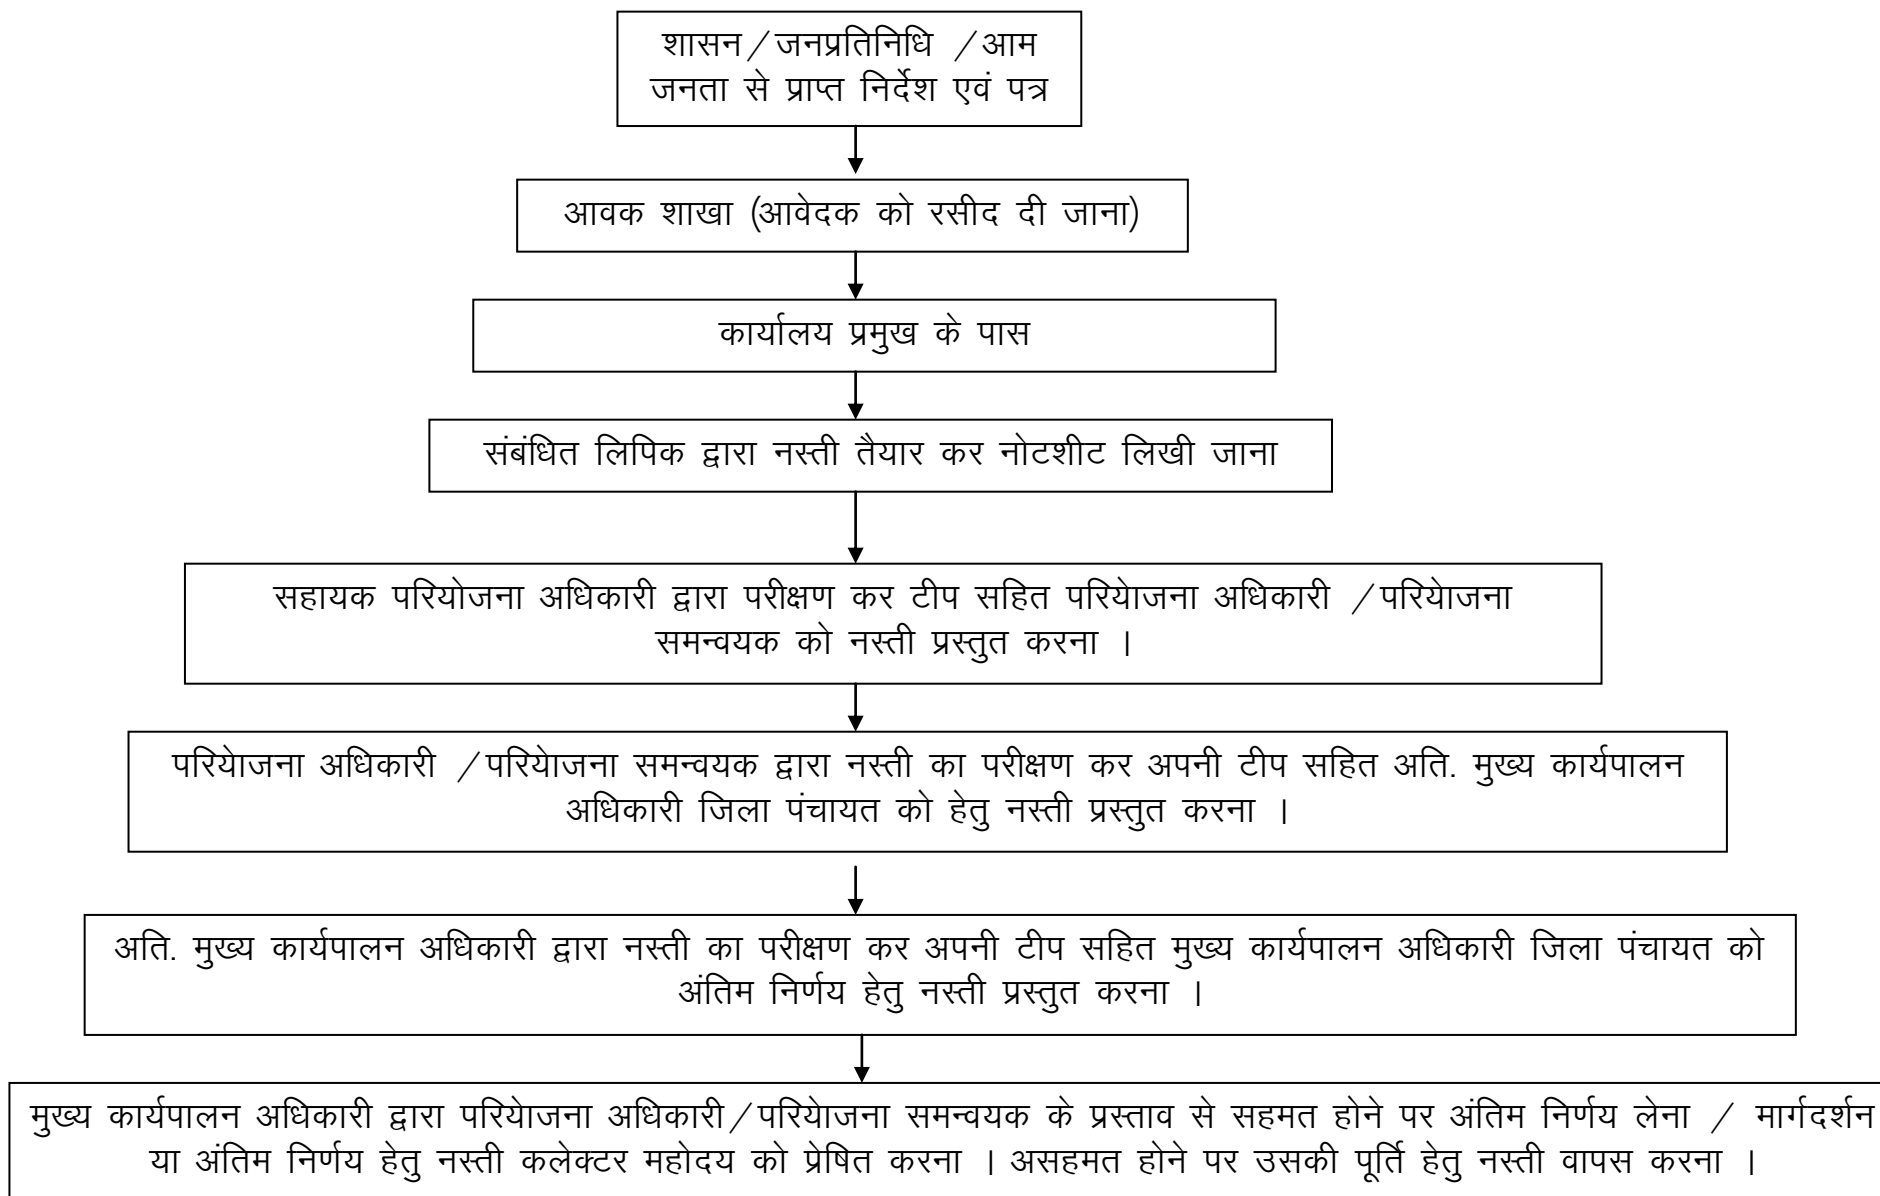 शासन/जनप्रतिनिधि /आम
जनता से प्राप्त निर्देश एवं पत्र
आवक शाखा (आवेदक को रसीद दी जाना)
कार्यालय प्रमुख के पास
संबंधित लिपिक द्वारा नस्ती तैयार कर नोटशीट लिखी जाना
सहायक परियोजना अधिकारी द्वारा परीक्षण कर टीप सहित परियेाजना अधिकारी /परियेाजना
समन्वयक को नस्ती प्रस्तुत करना ।
परियेाजना अधिकारी /परियेाजना समन्वयक द्वारा नस्ती का परीक्षण कर अपनी टीप सहित अति. मुख्य कार्यपालन
अधिकारी जिला पंचायत को हेतु नस्ती प्रस्तुत करना ।
अति. मुख्य कार्यपालन अधिकारी द्वारा नस्ती का परीक्षण कर अपनी टीप सहित मुख्य कार्यपालन अधिकारी जिला पंचायत को
अंतिम निर्णय हेतु नस्ती प्रस्तुत करना ।
मुख्य कार्यपालन अधिकारी द्वारा परियेाजना अधिकारी/परियेाजना समन्वयक के प्रस्ताव से सहमत होने पर अंतिम निर्णय लेना / मार्गदर्शन
या अंतिम निर्णय हेतु नस्ती कलेक्टर महोदय को प्रेषित करना । असहमत होने पर उसकी पूर्ति हेतु नस्ती वापस करना ।